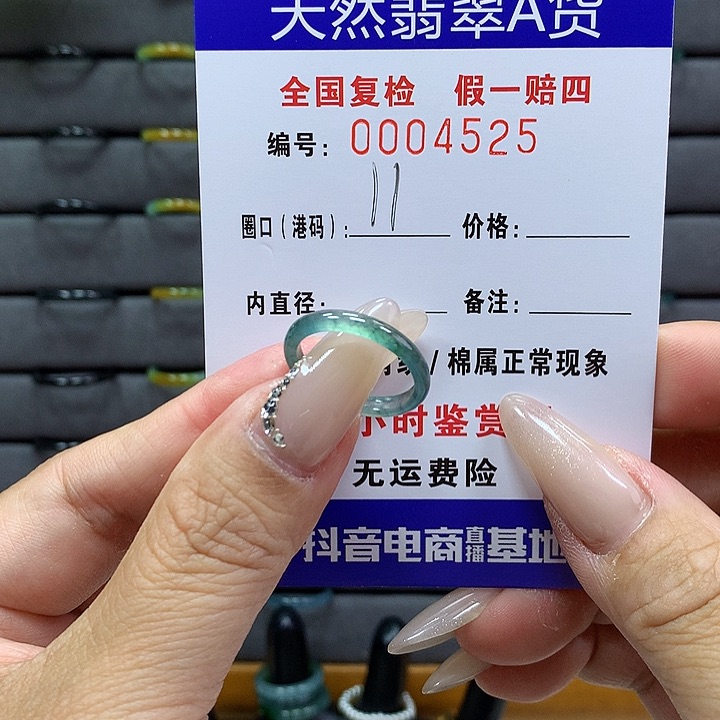 天然翡翠A货
全国复检 假一赔四
编号: 0004525
圈口(港码): 11 价格:
内直径: 备注:
/棉属正常现象
小时鉴赏
无运费险
抖音电商直播基地